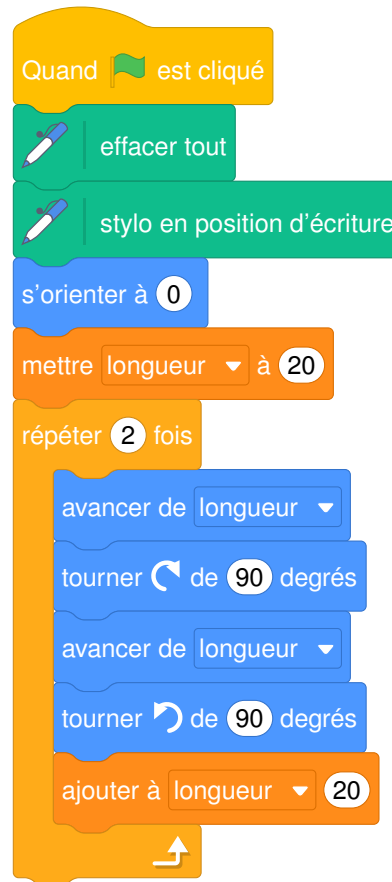 Quand est cliqué
effacer tout
stylo en position d'écriture
s'orienter à 0
mettre longueur à 20
répéter 2 fois
avancer de longueur
tourner de 90 degrés
avancer de longueur
tourner de 90 degrés
ajouter à longueur 20